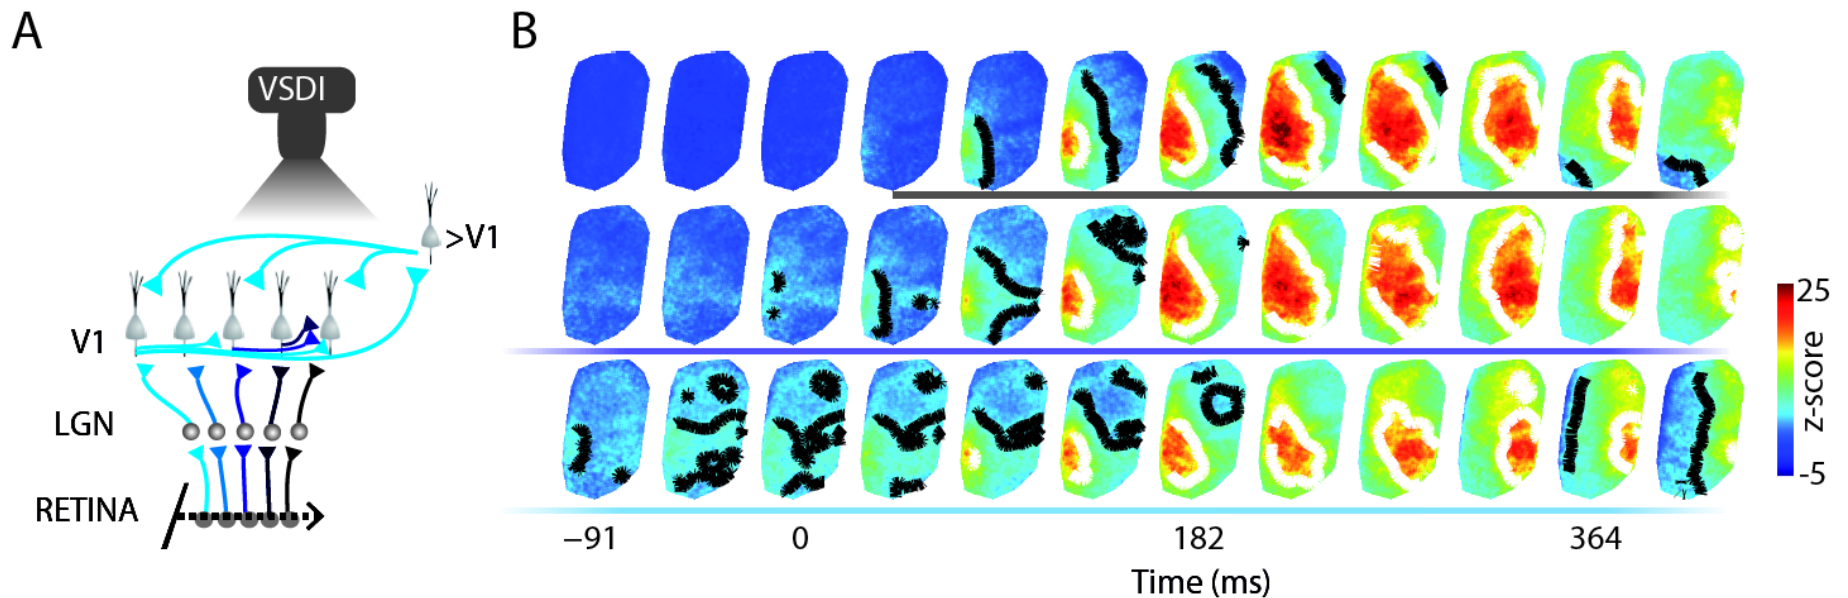 A
B
VSDI
>V1
V1
LGN
RETINA
25
z-score
-5
−91
0
182
364
Time (ms)